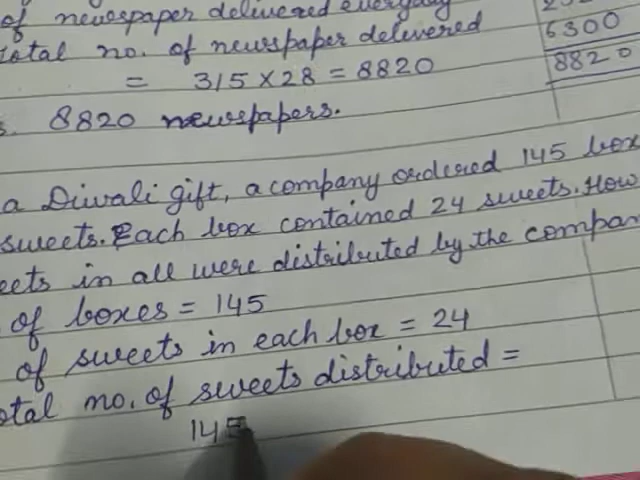 of newspaper delivered everyday
total no. of newspaper delivered
6300
= 315 × 28 = 8820
8820
8820 newspapers.
a Diwali gift, a company ordered 145 box
sweets. Each box contained 24 sweets. How
eets in all were distributed by the compan
of boxes = 145
of sweets in each box = 24
otal no. of sweets distributed =
145